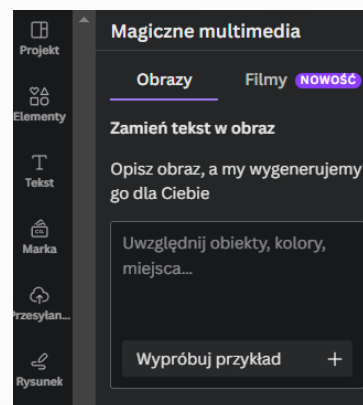 Projekt
Elementy
Tekst
Marka
Przesyłan...
Rysunek
Magiczne multimedia
Obrazy
Filmy NOWOŚĆ
Zamień tekst w obraz
Opisz obraz, a my wygenerujemy
go dla Ciebie
Uwzględnij obiekty, kolory,
miejsca...
Wypróbuj przykład +